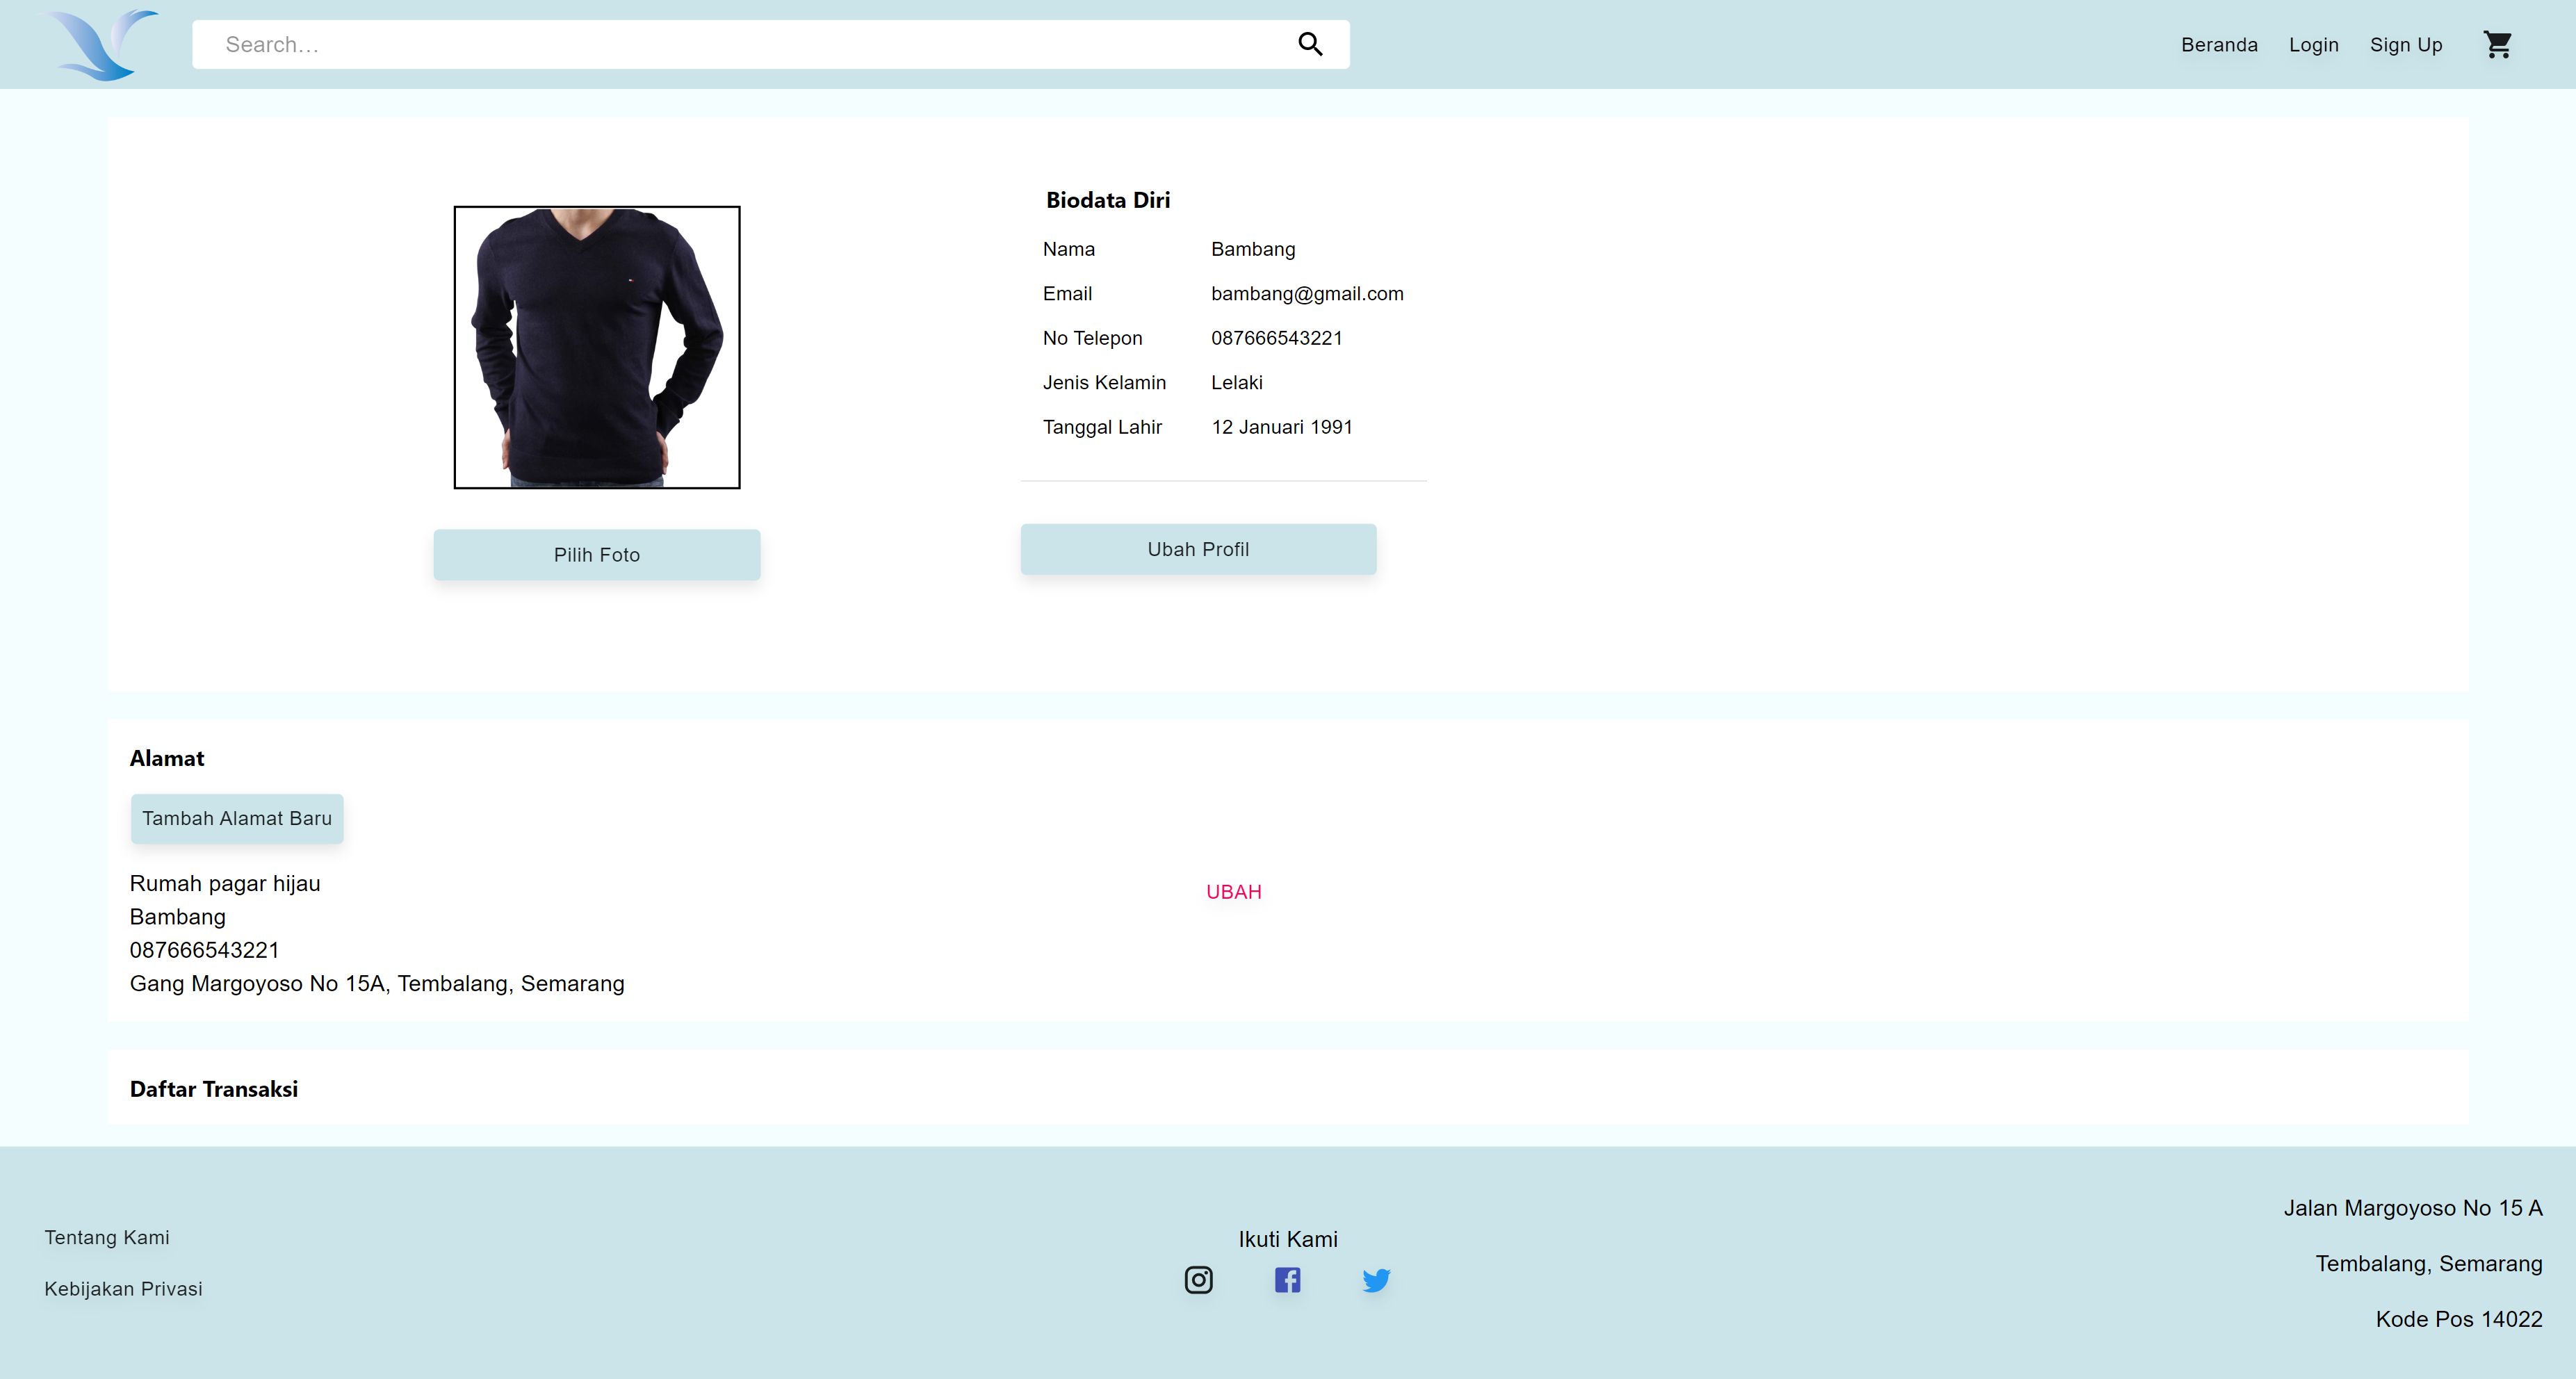 Search...
Beranda Login Sign Up
Biodata Diri
Nama Bambang
Email bambang@gmail.com
No Telepon 087666543221
Jenis Kelamin Lelaki
Tanggal Lahir 12 Januari 1991
Pilih Foto
Ubah Profil
Alamat
Tambah Alamat Baru
Rumah pagar hijau
UBAH
Bambang
087666543221
Gang Margoyoso No 15A, Tembalang, Semarang
Daftar Transaksi
Tentang Kami
Kebijakan Privasi
Ikuti Kami
Jalan Margoyoso No 15 A
Tembalang, Semarang
Kode Pos 14022